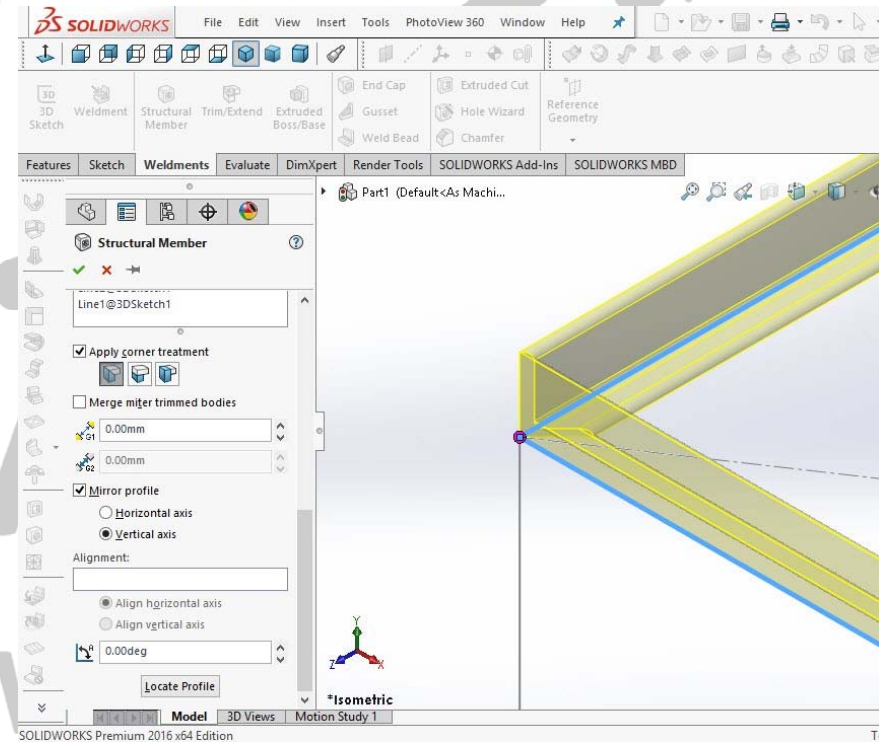 SOLIDWORKS File Edit View Insert Tools PhotoView 360 Window Help
3D Sketch
Weldment
Structural Member
Trim/Extend
Extruded Boss/Base
End Cap
Gusset
Weld Bead
Extruded Cut
Hole Wizard
Chamfer
Reference Geometry
Features Sketch Weldments Evaluate DimXpert Render Tools SOLIDWORKS Add-Ins SOLIDWORKS MBD
Part1 (Default<As Machi...
Structural Member
Line1@3DSketch1
Apply corner treatment
Merge miter trimmed bodies
G1 0.00mm
G2 0.00mm
Mirror profile
Horizontal axis
Vertical axis
Alignment:
Align horizontal axis
Align vertical axis
0.00deg
Locate Profile
Y
Z X
*Isometric
Model 3D Views Motion Study 1
SOLIDWORKS Premium 2016 x64 Edition